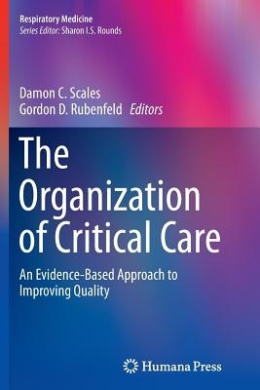 Respiratory Medicine
Series Editor: Sharon I.S. Rounds
Damon C. Scales
Gordon D. Rubenfeld Editors
The
Organization
of Critical Care
An Evidence-Based Approach to
Improving Quality
Humana Press